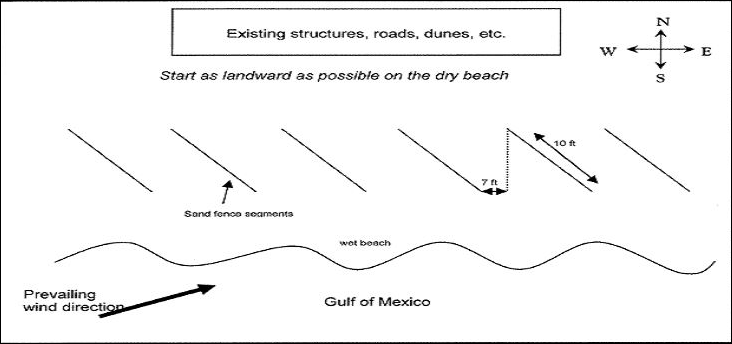 Existing structures, roads, dunes, etc.
N
W E
S
Start as landward as possible on the dry beach
10 ft
7 ft
Sand fence segments
wet beach
Prevailing
wind direction
Gulf of Mexico